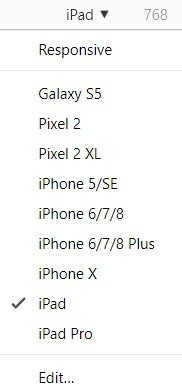 iPad ▼ 768
Responsive
Galaxy S5
Pixel 2
Pixel 2 XL
iPhone 5/SE
iPhone 6/7/8
iPhone 6/7/8 Plus
iPhone X
iPad
iPad Pro
Edit...